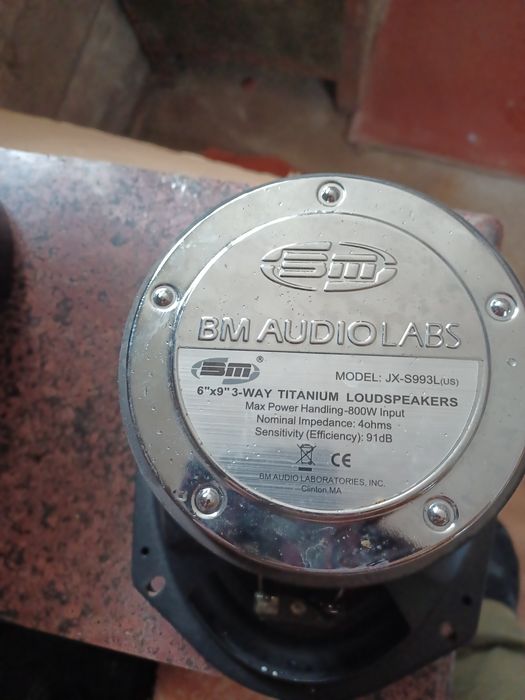 Bm
BM AUDIO LABS
Bm ®
MODEL: JX-S993L(US)
6"x9" 3-WAY TITANIUM LOUDSPEAKERS
Max Power Handling-800W Input
Nominal Impedance: 4ohms
Sensitivity (Efficiency): 91dB
CE
BM AUDIO LABORATORIES, INC.
Clinton.MA